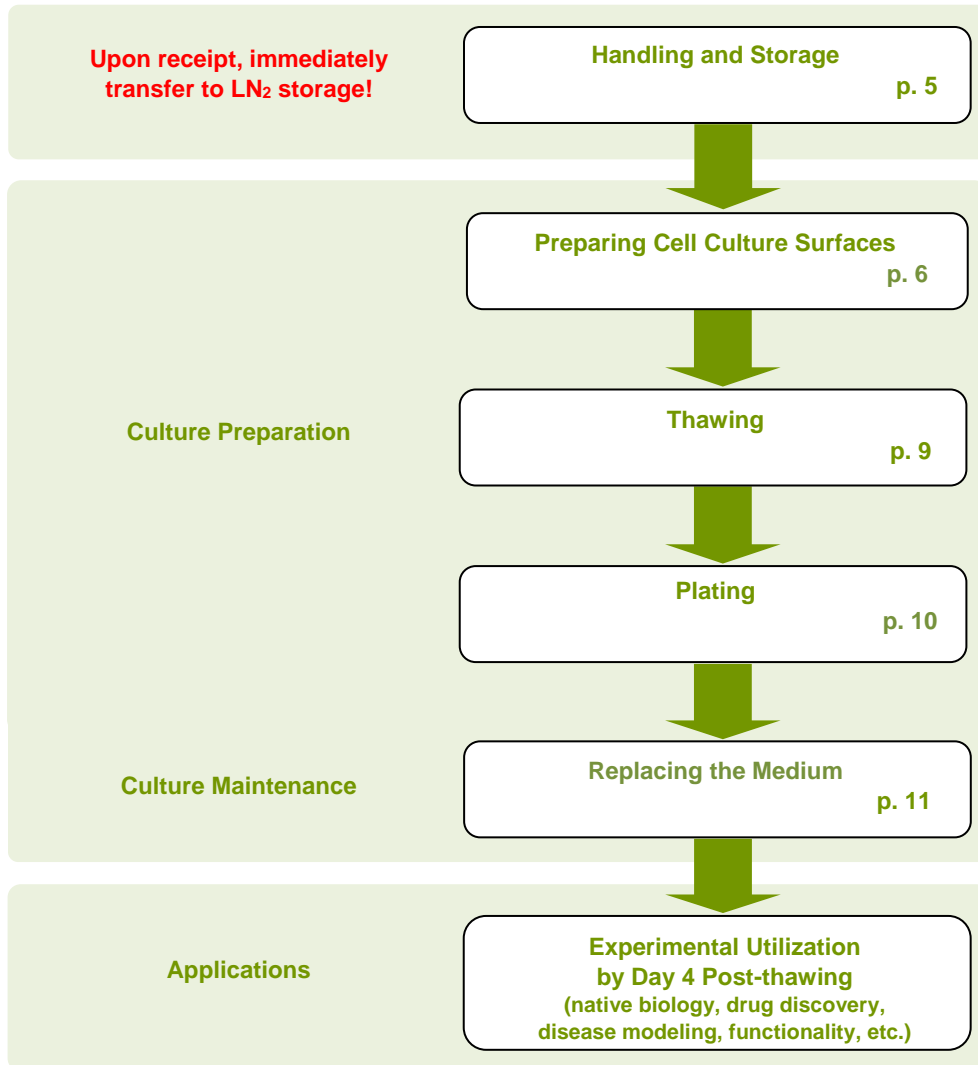 Upon receipt, immediately
transfer to LN₂ storage!
Handling and Storage
p. 5
Preparing Cell Culture Surfaces
p. 6
Culture Preparation
Thawing
p. 9
Plating
p. 10
Culture Maintenance
Replacing the Medium
p. 11
Applications
Experimental Utilization
by Day 4 Post-thawing
(native biology, drug discovery,
disease modeling, functionality, etc.)